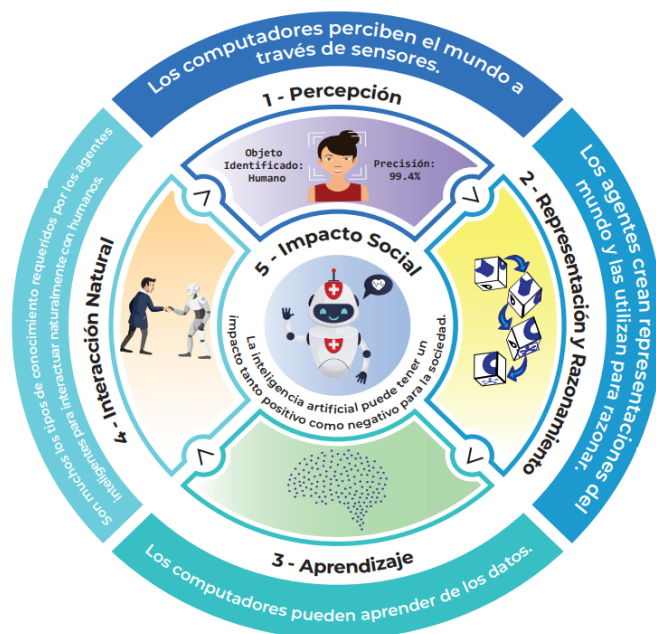 Los computadores perciben el mundo a
través de sensores.
1 - Percepción
Objeto
Identificado:
Humano
Precisión:
99.4%
Los agentes crean representaciones del
mundo y las utilizan para razonar.
2 - Representación y Razonamiento
3 - Aprendizaje
Los computadores pueden aprender de los datos.
Son muchos los tipos de conocimiento requeridos por los agentes
inteligentes para interactuar naturalmente con humanos.
4 - Interacción Natural
5 - Impacto Social
La inteligencia artificial puede tener un
impacto tanto positivo como negativo para la sociedad.